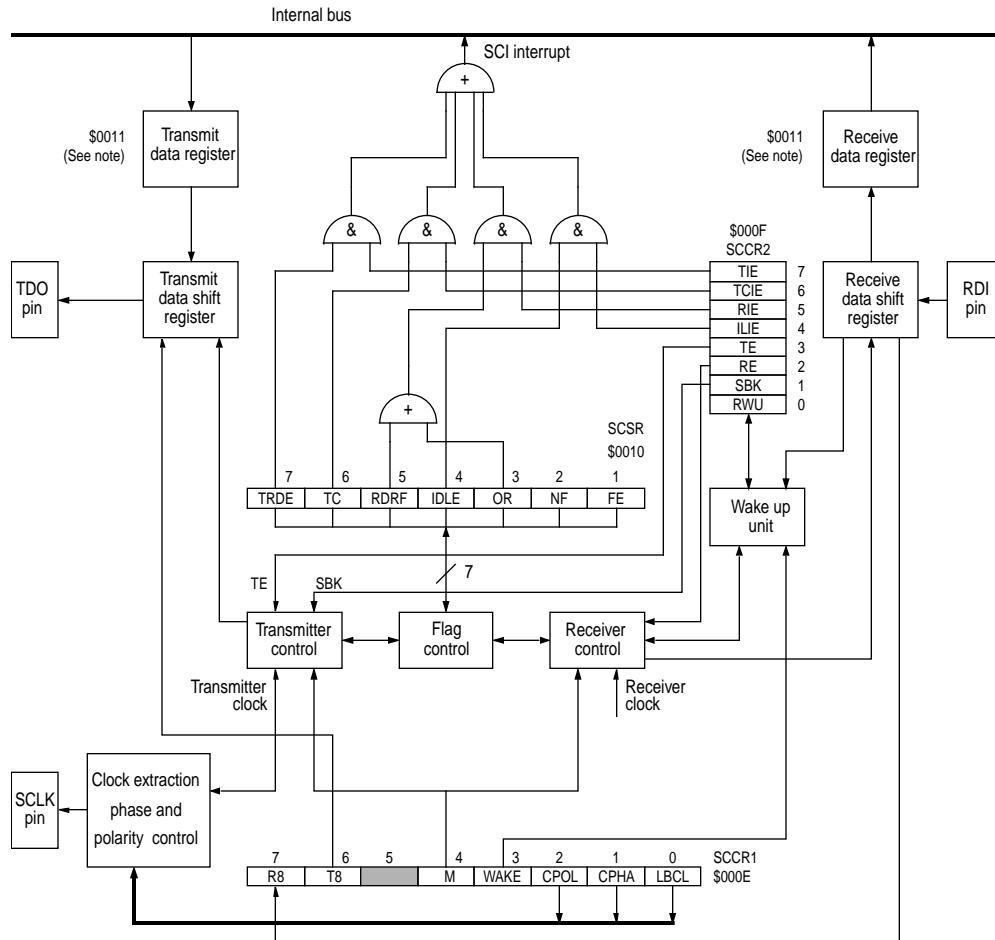 Internal bus
SCI interrupt
+
$0011
(See note)
Transmit
data register
$0011
(See note)
Receive
data register
&
&
&
&
$000F
SCCR2
TDO
pin
Transmit
data shift
register
TIE 7
TCIE 6
RIE 5
ILIE 4
TE 3
RE 2
SBK 1
RWU 0
Receive
data shift
register
RDI
pin
+
SCSR
$0010
7 6 5 4 3 2 1
TRDE TC RDRF IDLE OR NF FE
Wake up
unit
7
TE
SBK
Transmitter
control
Flag
control
Receiver
control
Transmitter
clock
Receiver
clock
SCLK
pin
Clock extraction
phase and
polarity control
7 6 5 4 3 2 1 0
SCCR1
R8 T8 M WAKE CPOL CPHA LBCL
$000E